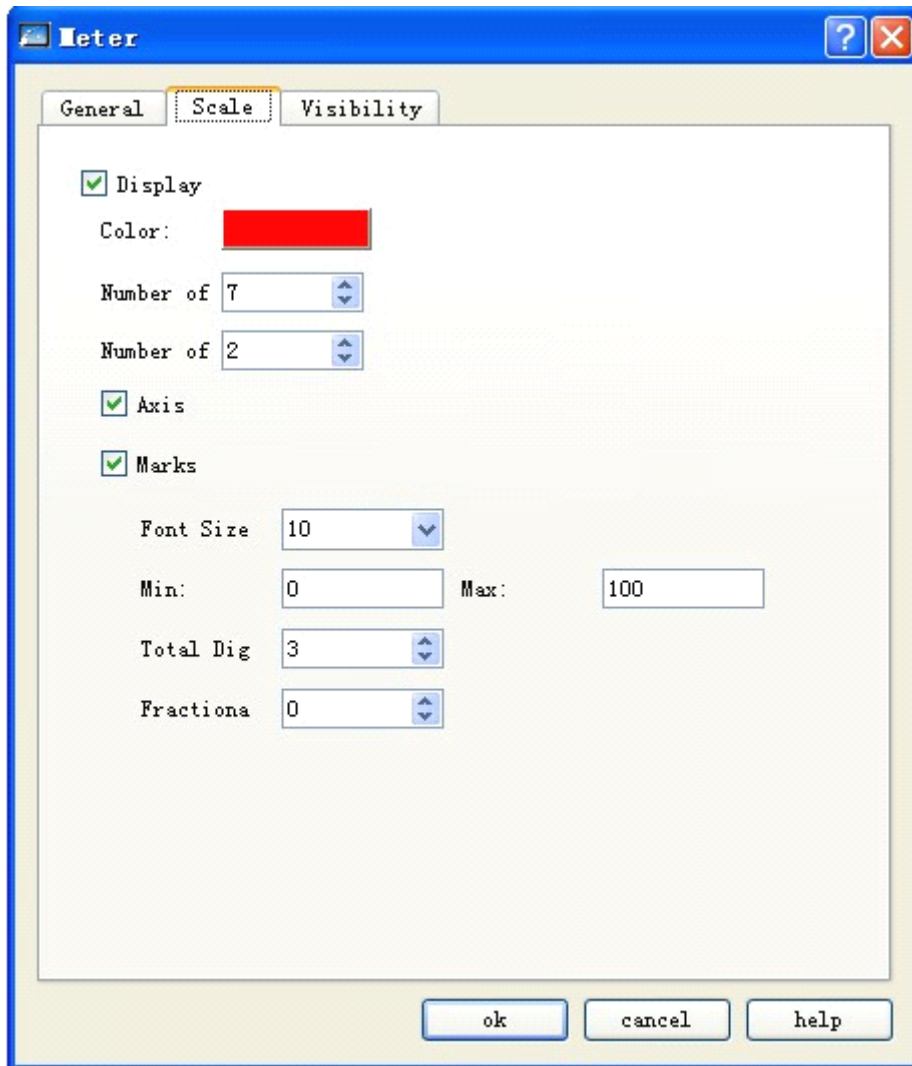 Meter
General Scale Visibility
Display
Color:
Number of 7
Number of 2
Axis
Marks
Font Size 10
Min: 0 Max: 100
Total Dig 3
Fractiona 0
ok cancel help